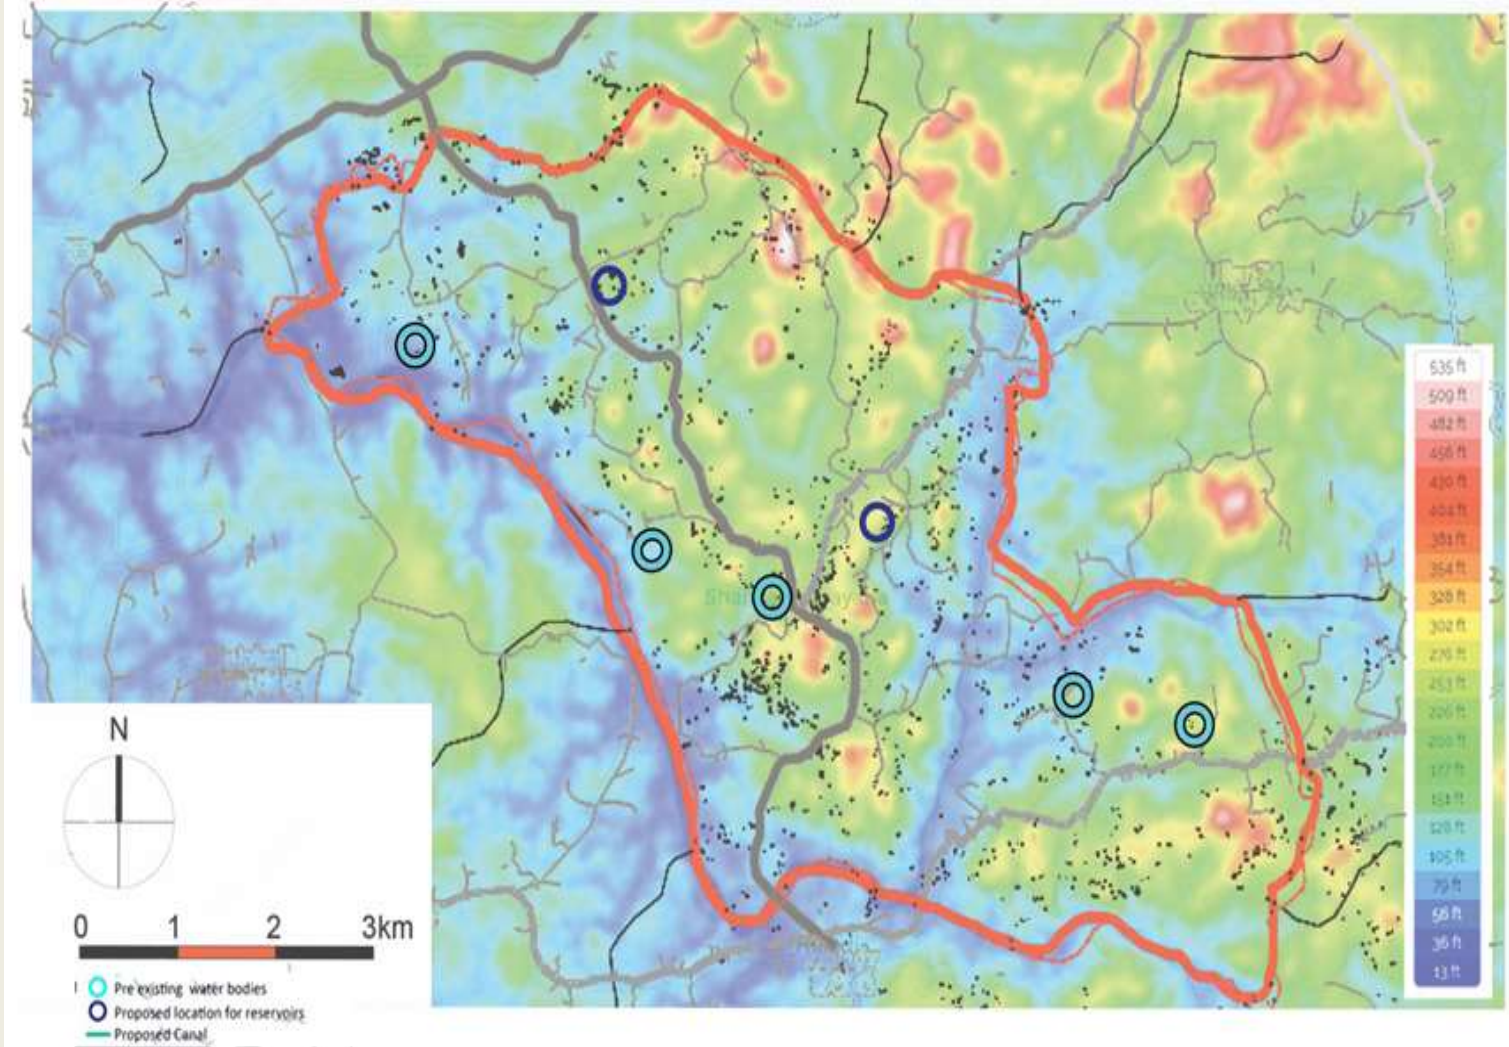 535 ft
509 ft
482 ft
456 ft
430 ft
404 ft
381 ft
354 ft
328 ft
302 ft
276 ft
253 ft
226 ft
200 ft
177 ft
151 ft
128 ft
105 ft
79 ft
56 ft
36 ft
13 ft
N
0 1 2 3km
Pre existing water bodies
Proposed location for reservoirs
Proposed Canal